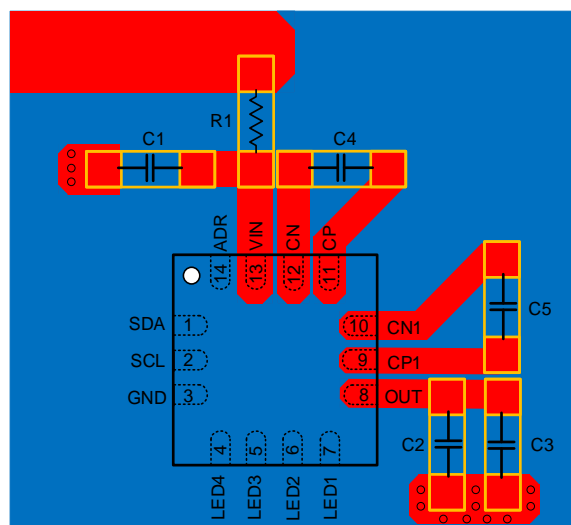 R1
C1
C4
ADR
VIN
CN
CP
14
13
12
11
SDA
1
10
CN1
C5
SCL
2
9
CP1
GND
3
8
OUT
C2
C3
4
5
6
7
LED4
LED3
LED2
LED1